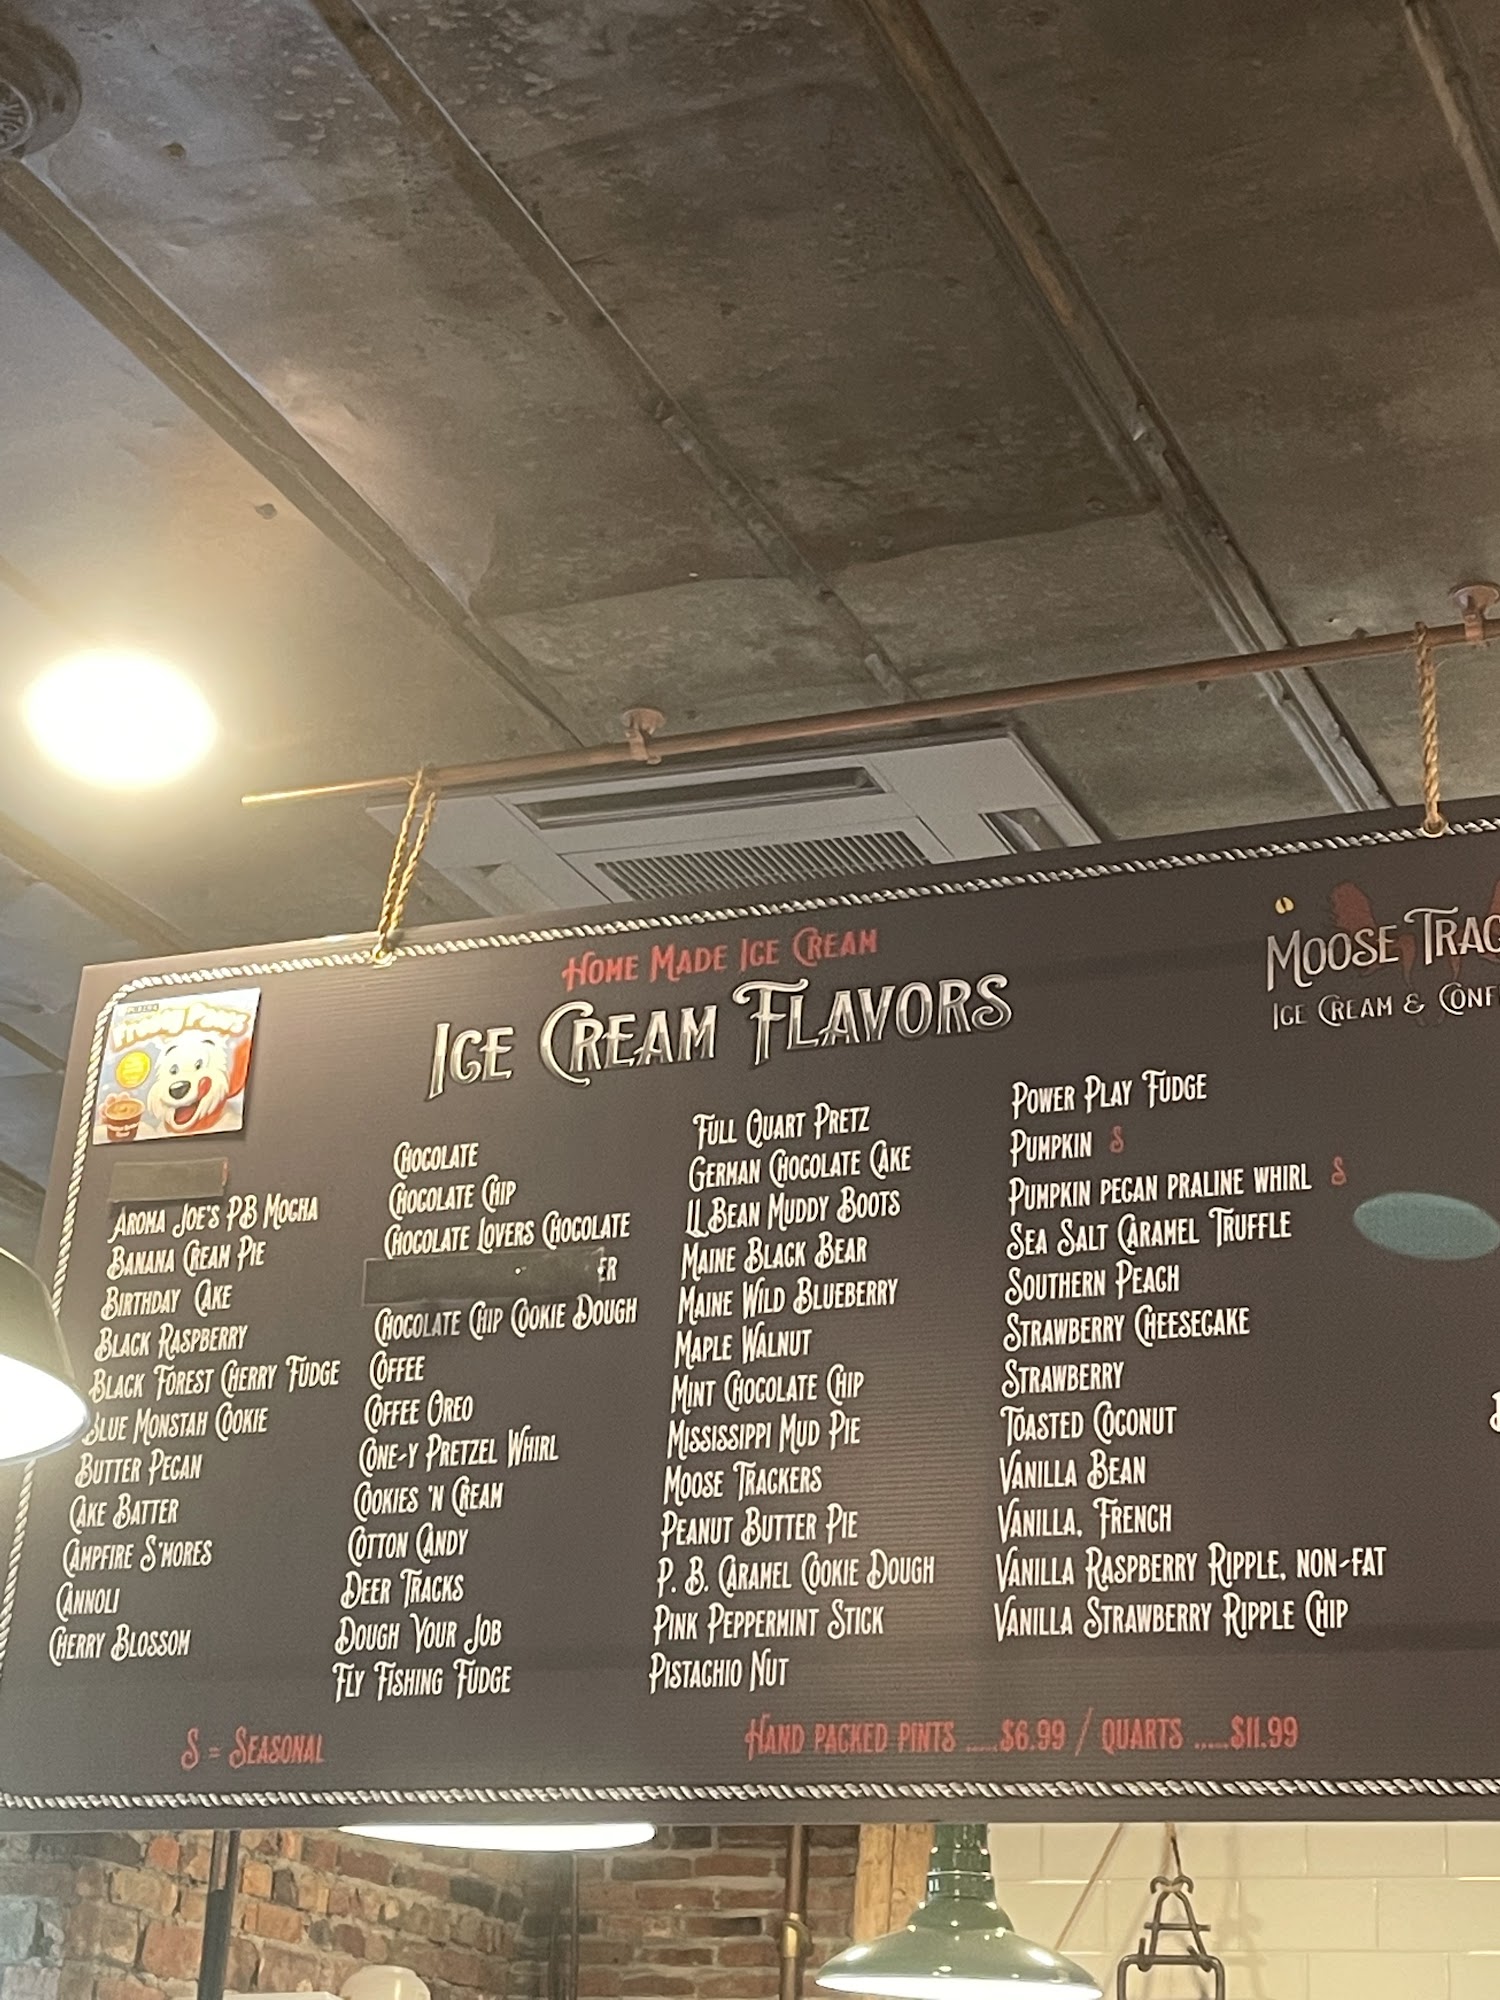 Home Made Ice Cream
Ice Cream Flavors
Moose
Ice Cream &
Frosty Paws
Aroma Joe's PB Mocha
Banana Cream Pie
Birthday Cake
Black Raspberry
Black Forest Cherry Fudge
Blue Monstah Cookie
Butter Pecan
Cake Batter
Campfire S'mores
Cannoli
Cherry Blossom
Chocolate
Chocolate Chip
Chocolate Lovers Chocolate
er
Chocolate Chip Cookie Dough
Coffee
Coffee Oreo
Cone-y Pretzel Whirl
Cookies 'n Cream
Cotton Candy
Deer Tracks
Dough Your Job
Fly Fishing Fudge
Full Quart Pretz
German Chocolate Cake
LL Bean Muddy Boots
Maine Black Bear
Maine Wild Blueberry
Maple Walnut
Mint Chocolate Chip
Mississippi Mud Pie
Moose Trackers
Peanut Butter Pie
P. B. Caramel Cookie Dough
Pink Peppermint Stick
Pistachio Nut
Power Play Fudge
Pumpkin S
Pumpkin pecan praline whirl S
Sea Salt Caramel Truffle
Southern Peach
Strawberry Cheesecake
Strawberry
Toasted Coconut
Vanilla Bean
Vanilla, French
Vanilla Raspberry Ripple, non-fat
Vanilla Strawberry Ripple Chip
S = Seasonal
Hand packed pints .....$6.99 / quarts .....$11.99